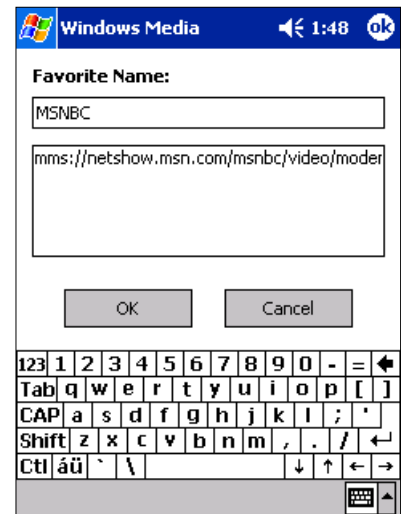 Windows Media 1:48 ok
Favorite Name:
MSNBC
mms://netshow.msn.com/msnbc/video/moder
OK Cancel
123 1 2 3 4 5 6 7 8 9 0 - =
Tab q w e r t y u i o p [ ]
CAP a s d f g h j k l ; '
Shift z x c v b n m , . /
Ctl áü ` \